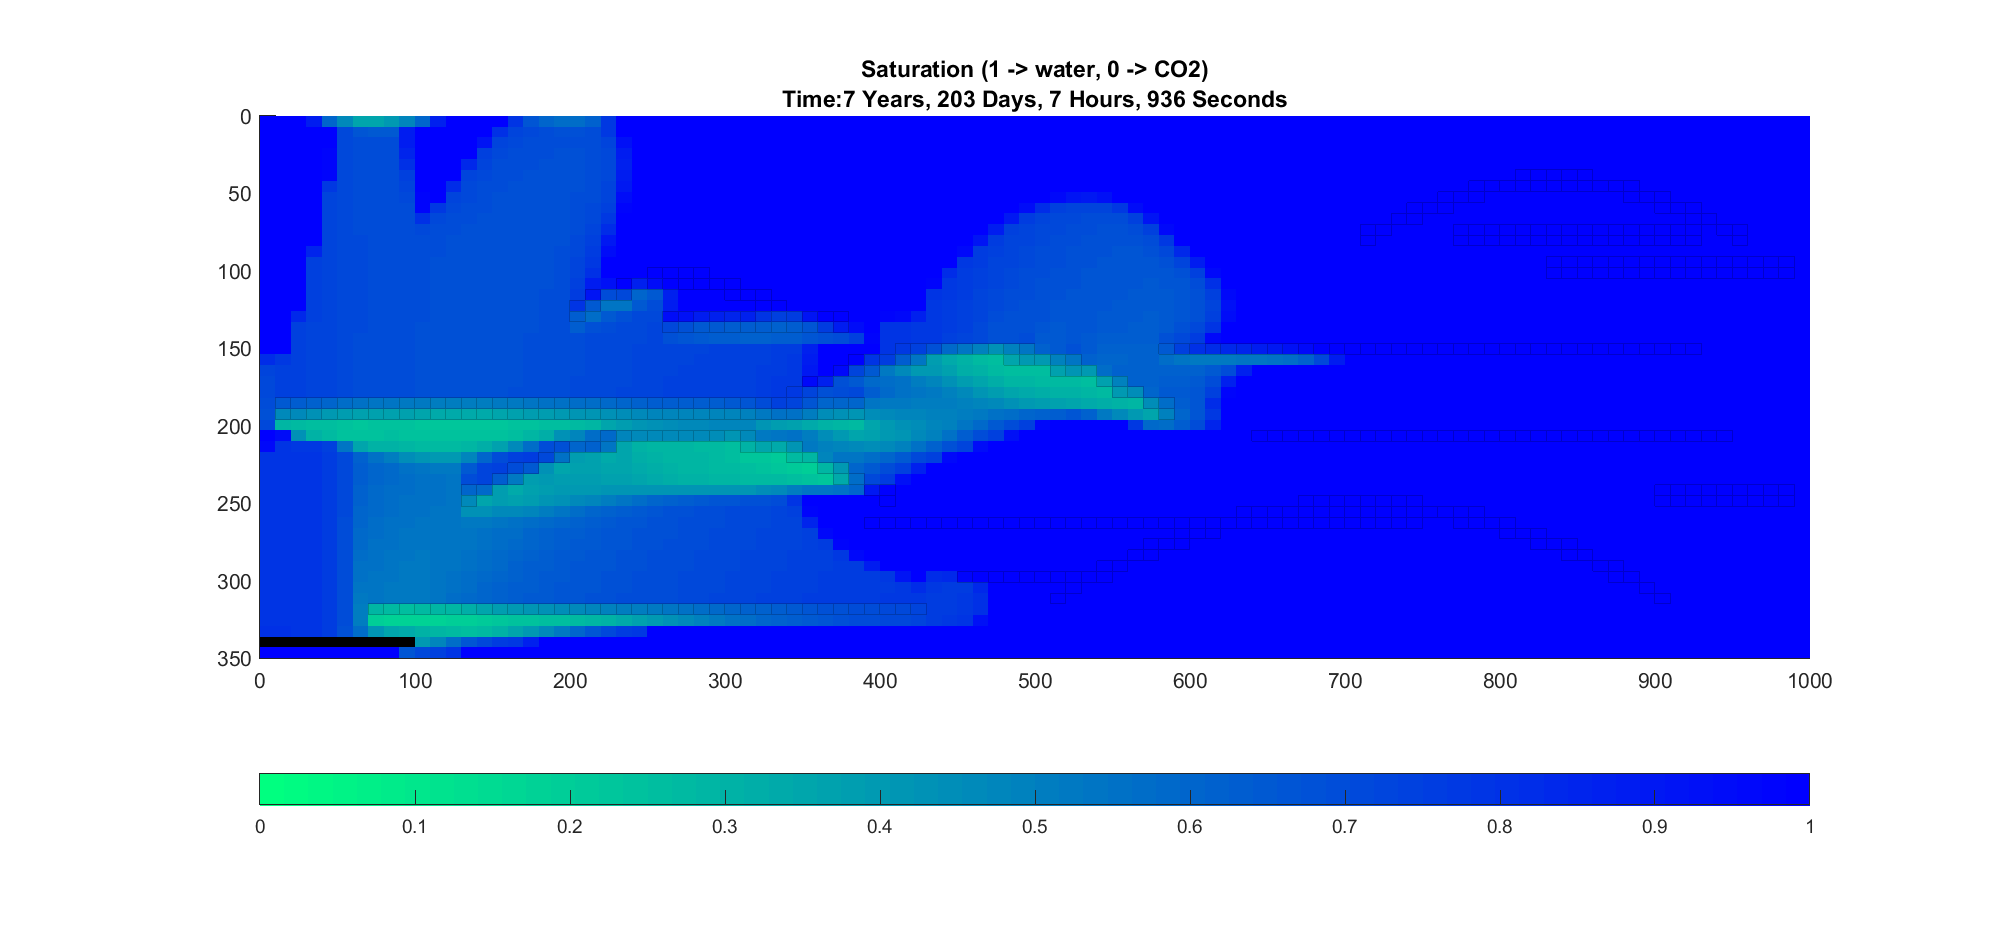 Saturation (1 -> water, 0 -> CO2)
Time:7 Years, 203 Days, 7 Hours, 936 Seconds
0
50
100
150
200
250
300
350
0 100 200 300 400 500 600 700 800 900 1000
0 0.1 0.2 0.3 0.4 0.5 0.6 0.7 0.8 0.9 1